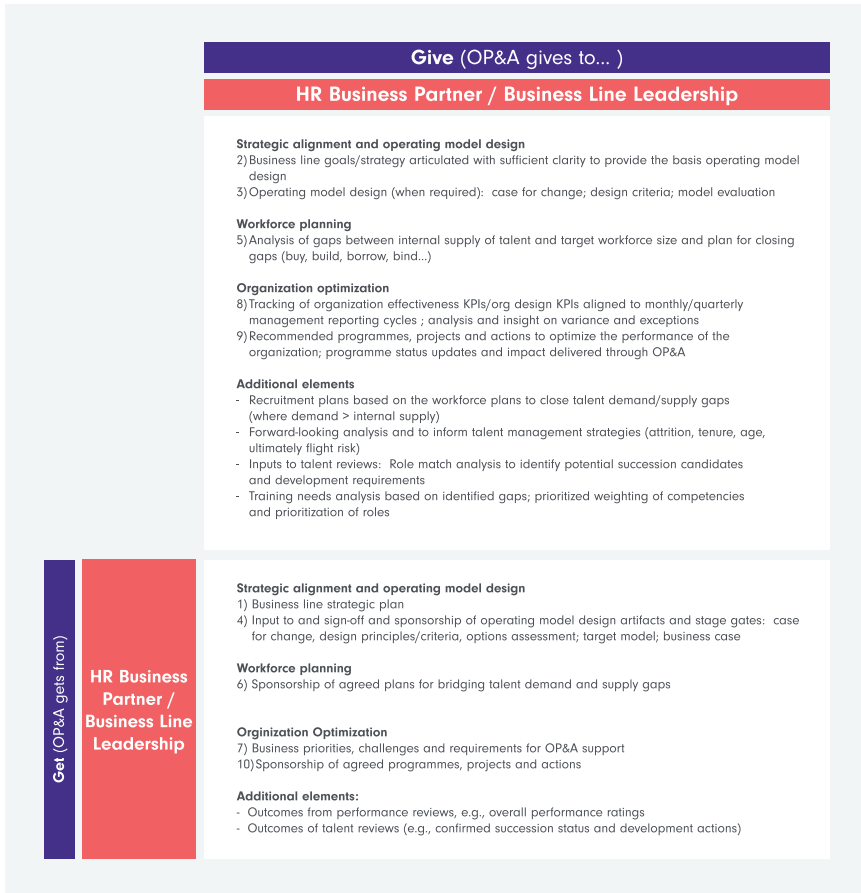 Give (OP&A gives to... )
HR Business Partner / Business Line Leadership
Strategic alignment and operating model design
2) Business line goals/strategy articulated with sufficient clarity to provide the basis operating model
design
3) Operating model design (when required):  case for change; design criteria; model evaluation
Workforce planning
5) Analysis of gaps between internal supply of talent and target workforce size and plan for closing
gaps (buy, build, borrow, bind...)
Organization optimization
8) Tracking of organization effectiveness KPIs/org design KPIs aligned to monthly/quarterly
management reporting cycles ; analysis and insight on variance and exceptions
9) Recommended programmes, projects and actions to optimize the performance of the
organization; programme status updates and impact delivered through OP&A
Additional elements
- Recruitment plans based on the workforce plans to close talent demand/supply gaps
(where demand > internal supply)
- Forward-looking analysis and to inform talent management strategies (attrition, tenure, age,
ultimately flight risk)
- Inputs to talent reviews:  Role match analysis to identify potential succession candidates
and development requirements
- Training needs analysis based on identified gaps; prioritized weighting of competencies
and prioritization of roles
Get (OP&A gets from)
HR Business
Partner /
Business Line
Leadership
Strategic alignment and operating model design
1) Business line strategic plan
4) Input to and sign-off and sponsorship of operating model design artifacts and stage gates:  case
for change, design principles/criteria, options assessment; target model; business case
Workforce planning
6) Sponsorship of agreed plans for bridging talent demand and supply gaps
Orginization Optimization
7) Business priorities, challenges and requirements for OP&A support
10)Sponsorship of agreed programmes, projects and actions
Additional elements:
- Outcomes from performance reviews, e.g., overall performance ratings
- Outcomes of talent reviews (e.g., confirmed succession status and development actions)